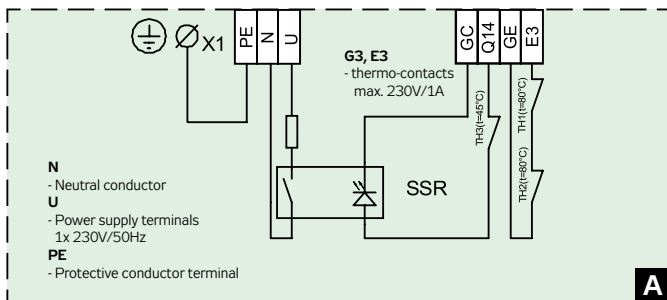 X1
PE
N
U
GC
Q14
GE
E3
G3, E3
- thermo-contacts
max. 230V/1A
TH3(t=45°C)
TH1(t=80°C)
TH2(t=80°C)
SSR
N
- Neutral conductor
U
- Power supply terminals
1x 230V/50Hz
PE
- Protective conductor terminal
A